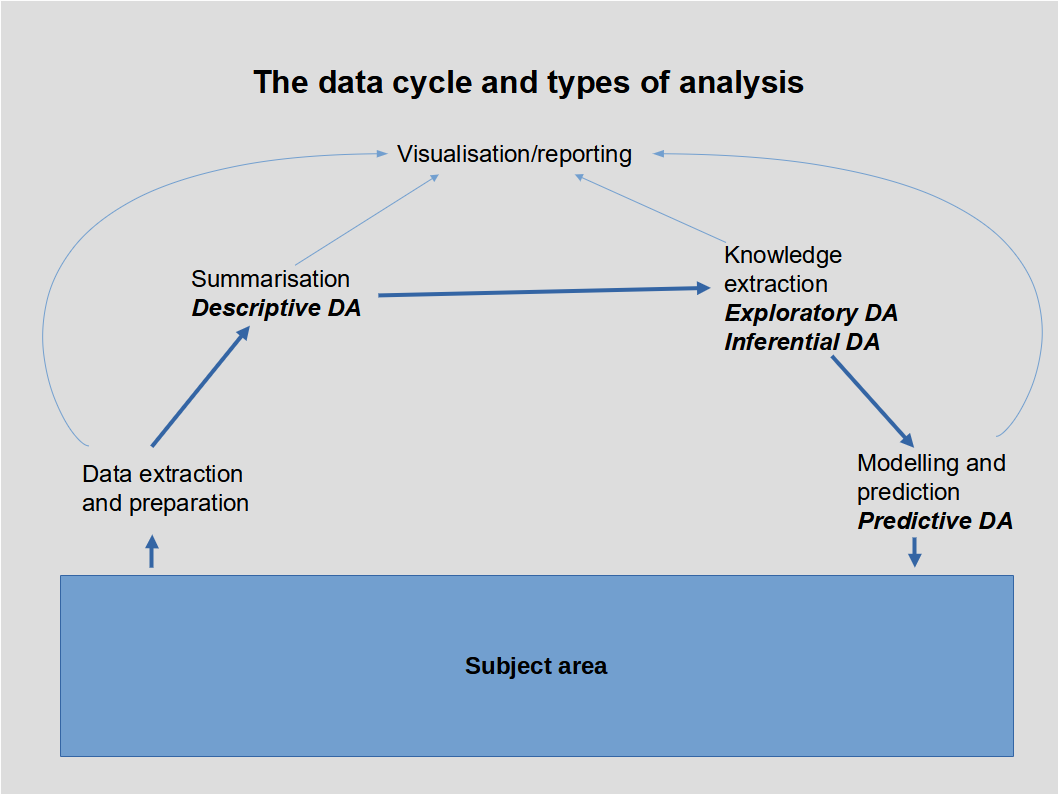 The data cycle and types of analysis
Visualisation/reporting
Summarisation
Descriptive DA
Knowledge
extraction
Exploratory DA
Inferential DA
Data extraction
and preparation
Modelling and
prediction
Predictive DA
Subject area